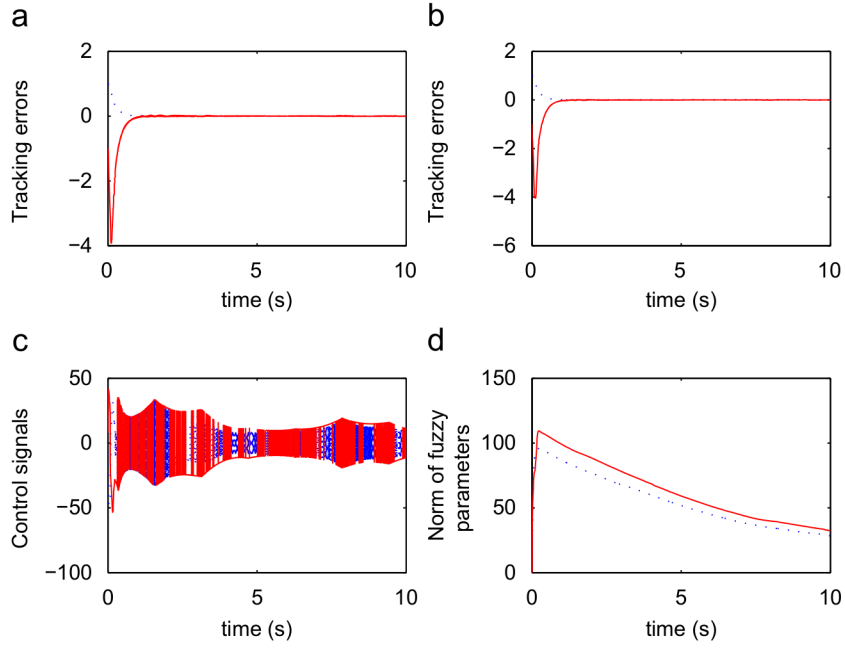 a
2
0
−2
−4
Tracking errors
0
5
10
time (s)
b
2
0
−2
−4
−6
Tracking errors
0
5
10
time (s)
c
50
0
−50
−100
Control signals
0
5
10
time (s)
d
150
100
50
0
Norm of fuzzy
parameters
0
5
10
time (s)